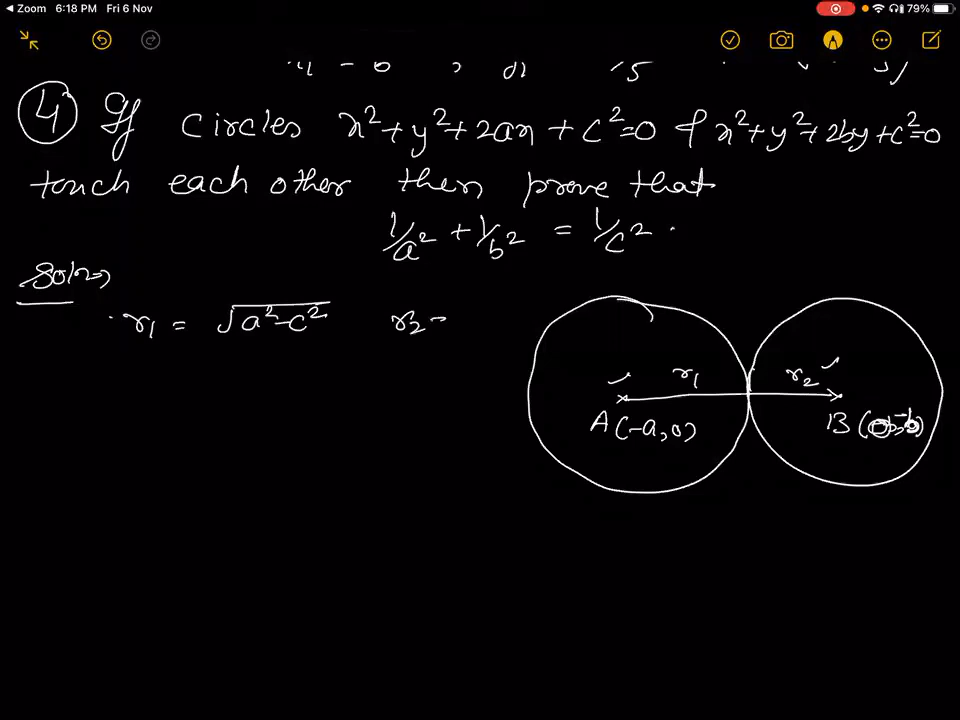 Zoom 6:18 PM Fri 6 Nov 79%
4 If circles x²+y²+2ax+c²=0 & x²+y²+2by+c²=0
touch each other then prove that
1/a² + 1/b² = 1/c².
Soln
r₁ = √a²-c² r₂ =
r₁ r₂
A(-a,0) B(0,-b)